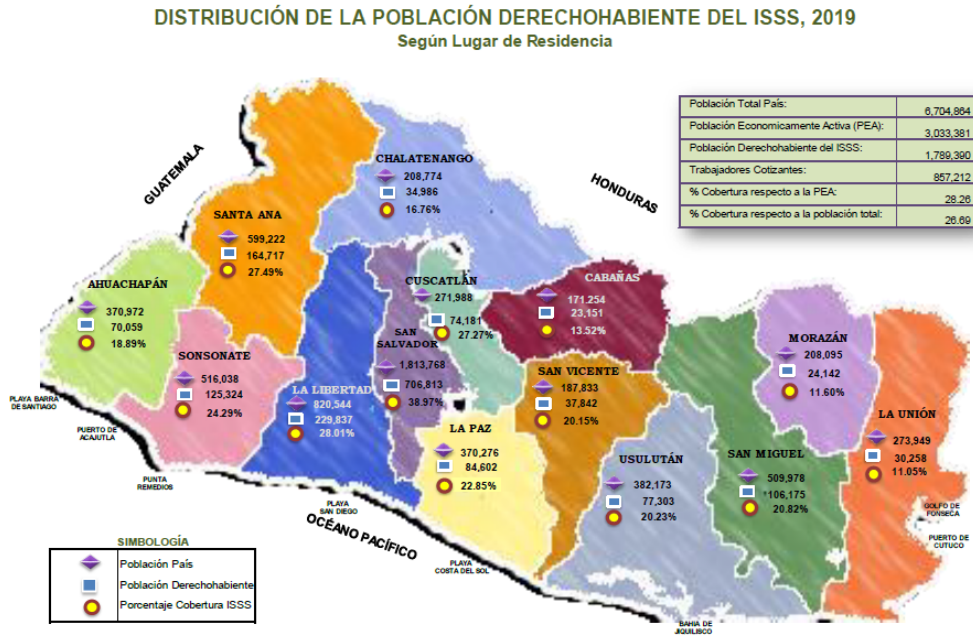 DISTRIBUCIÓN DE LA POBLACIÓN DERECHOHABIENTE DEL ISSS, 2019
Según Lugar de Residencia
Población Total País: 6,704,864
Población Economicamente Activa (PEA): 3,033,381
Población Derechohabiente del ISSS: 1,789,390
Trabajadores Cotizantes: 857,212
% Cobertura respecto a la PEA: 28.26
% Cobertura respecto a la población total: 26.69
GUATEMALA
HONDURAS
CHALATENANGO
208,774
34,986
16.76%
SANTA ANA
599,222
164,717
27.49%
AHUACHAPÁN
370,972
70,059
18.89%
SONSONATE
516,038
125,324
24.29%
LA LIBERTAD
820,544
229,837
28.01%
SAN
SALVADOR
1,813,768
706,813
38.97%
CUSCATLÁN
271,988
74,181
27.27%
CABAÑAS
171.254
23,151
13.52%
SAN VICENTE
187,833
37,842
20.15%
LA PAZ
370,276
84,602
22.85%
USULUTÁN
382,173
77,303
20.23%
SAN MIGUEL
509,978
*106,175
20.82%
MORAZÁN
208,095
24,142
11.60%
LA UNIÓN
273,949
30,258
11.05%
PLAYA BARRA
DE SANTIAGO
PUERTO DE
ACAJUTLA
PUNTA
REMEDIOS
PLAYA
SAN DIEGO
OCÉANO PACÍFICO
PLAYA
COSTA DEL SOL
BAHIA DE
JIQUILISCO
GOLFO DE
FONSECA
PUERTO DE
CUTUCO
SIMBOLOGÍA
Población País
Población Derechohabiente
Porcentaje Cobertura ISSS